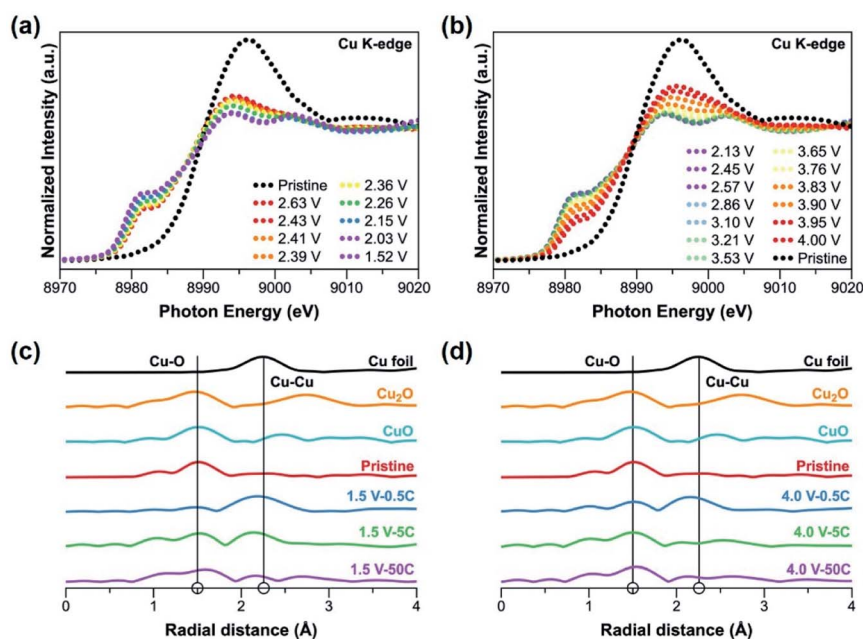 (a)
Cu K-edge
Normalized Intensity (a.u.)
Pristine
2.63 V
2.43 V
2.41 V
2.39 V
2.36 V
2.26 V
2.15 V
2.03 V
1.52 V
8970 8980 8990 9000 9010 9020
Photon Energy (eV)
(b)
Cu K-edge
Normalized Intensity (a.u.)
2.13 V
2.45 V
2.57 V
2.86 V
3.10 V
3.21 V
3.53 V
3.65 V
3.76 V
3.83 V
3.90 V
3.95 V
4.00 V
Pristine
8970 8980 8990 9000 9010 9020
Photon Energy (eV)
(c)
Cu-O
Cu foil
Cu-Cu
Cu₂O
CuO
Pristine
1.5 V-0.5C
1.5 V-5C
1.5 V-50C
0 1 2 3 4
Radial distance (Å)
(d)
Cu-O
Cu foil
Cu-Cu
Cu₂O
CuO
Pristine
4.0 V-0.5C
4.0 V-5C
4.0 V-50C
0 1 2 3 4
Radial distance (Å)